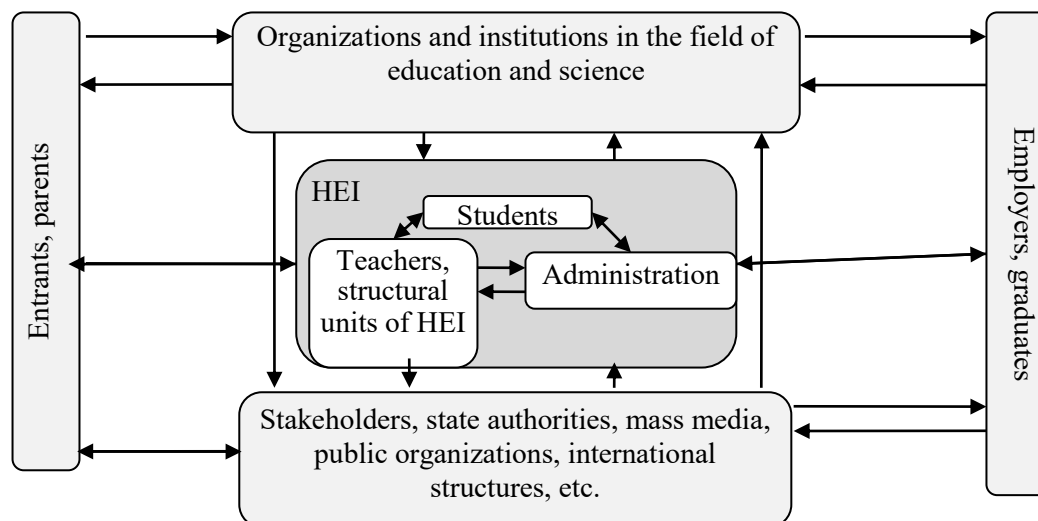 Organizations and institutions in the field of
education and science
Entrants, parents
HEI
Students
Teachers,
structural
units of HEI
Administration
Employers, graduates
Stakeholders, state authorities, mass media,
public organizations, international
structures, etc.